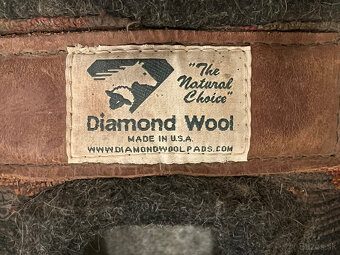 "The
Natural
Choice"
Diamond Wool
MADE IN U.S.A.
WWW.DIAMONDWOOLPADS.COM